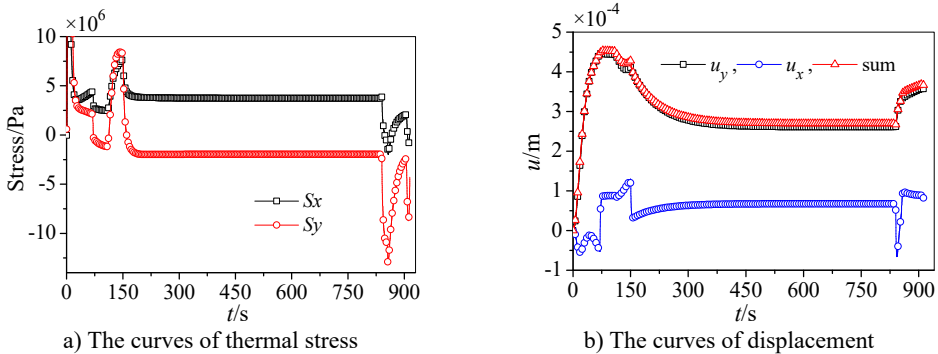 ×10⁶
10
5
0
-5
-10
Stress/Pa
Sx
Sy
0 150 300 450 600 750 900
t/s
a) The curves of thermal stress
×10⁻⁴
5
4
3
2
1
0
-1
u/m
u_y, u_x, sum
0 150 300 450 600 750 900
t/s
b) The curves of displacement